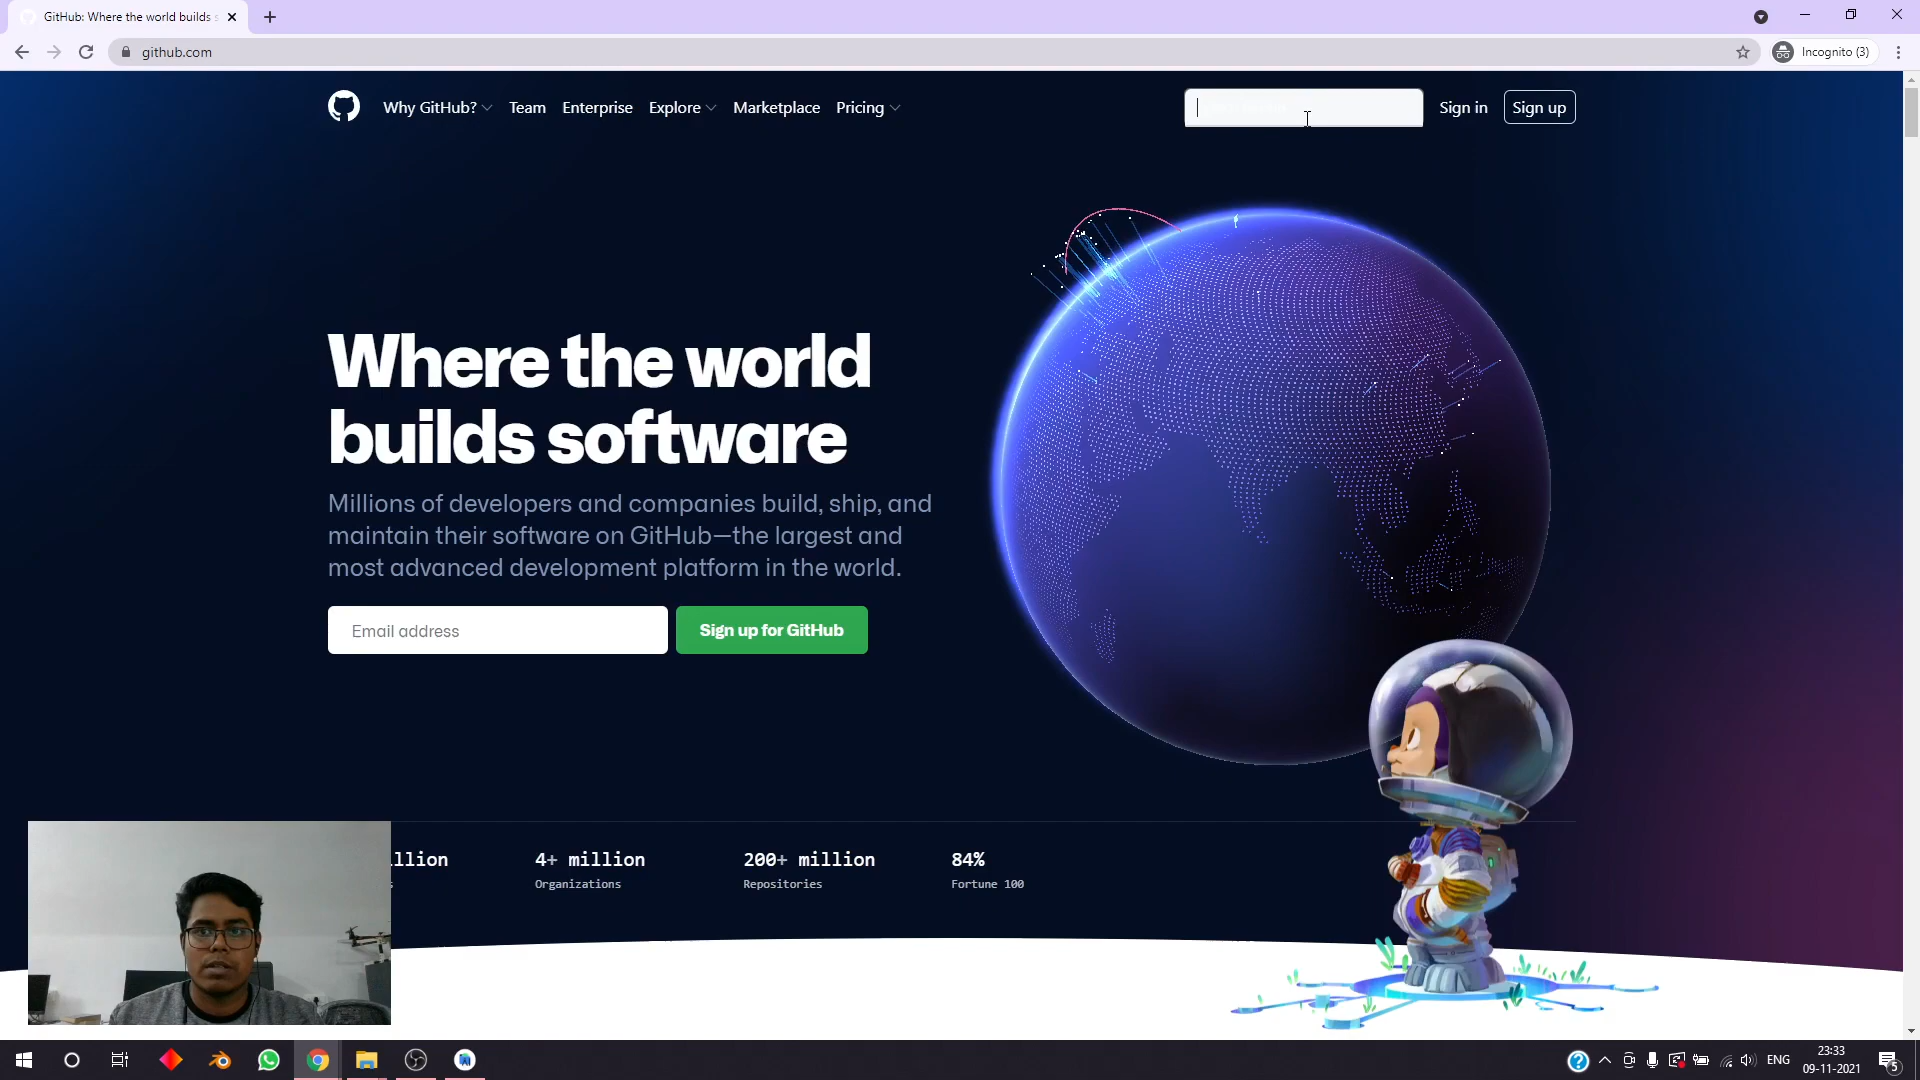 GitHub: Where the world builds s
github.com
Incognito (3)
Why GitHub?
Team
Enterprise
Explore
Marketplace
Pricing
Sign in
Sign up
Where the world
builds software
Millions of developers and companies build, ship, and
maintain their software on GitHub—the largest and
most advanced development platform in the world.
Email address
Sign up for GitHub
illion
4+ million
200+ million
84%
s
Organizations
Repositories
Fortune 100
ENG
23:33
09-11-2021
5